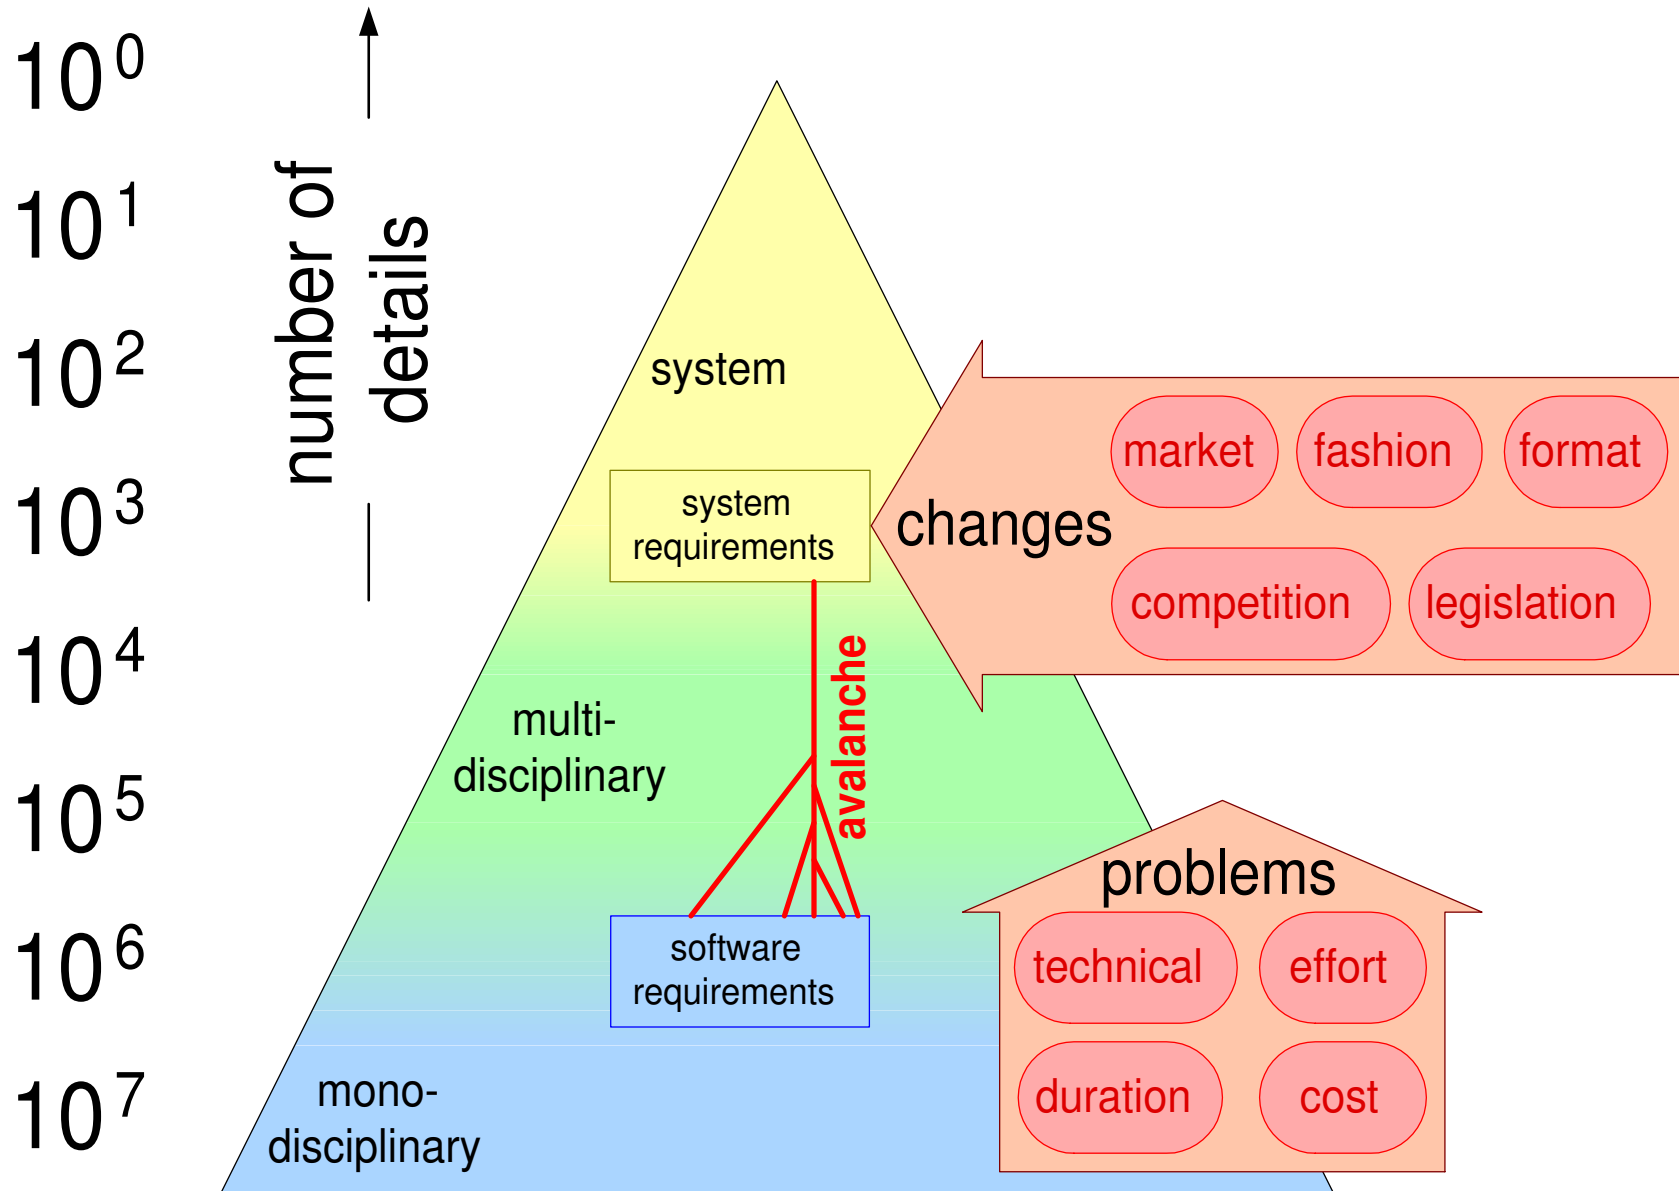 10⁰
10¹
10²
10³
10⁴
10⁵
10⁶
10⁷
number of
details
system
system
requirements
changes
market
fashion
format
competition
legislation
avalanche
multi-
disciplinary
software
requirements
problems
technical
effort
duration
cost
mono-
disciplinary